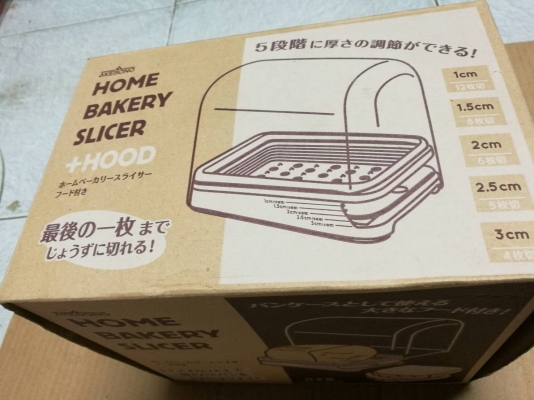 AKEBONO
HOME
BAKERY
SLICER
+HOOD
ホームベーカリースライサー
フード付き
最後の一枚まで
じょうずに切れる!
5段階に厚さの調節ができる!
1cm
12枚切
1.5cm
8枚切
2cm
6枚切
2.5cm
5枚切
3cm
4枚切
HOME
BAKERY
SLICER
パンケースとして使える
大きなフード付き!